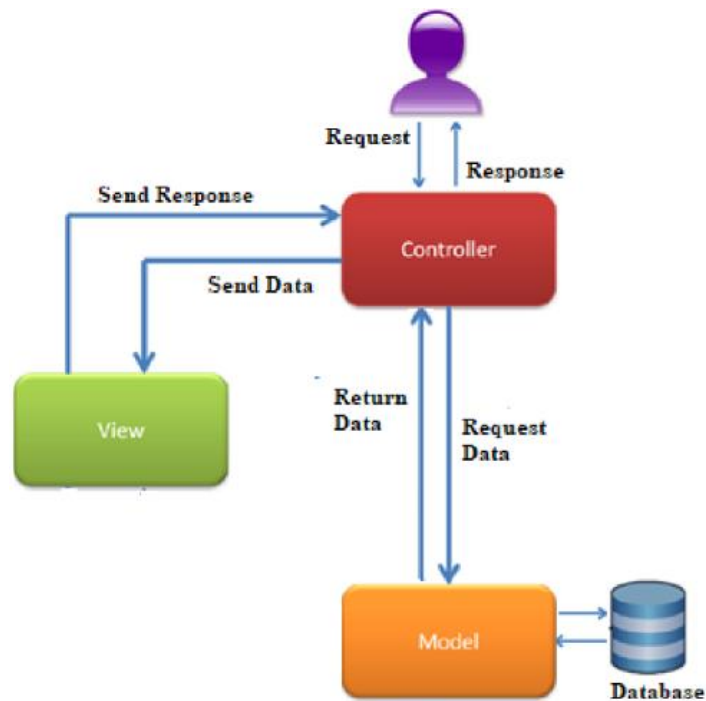 Request
Response
Send Response
Controller
Send Data
View
Return
Data
Request
Data
Model
Database